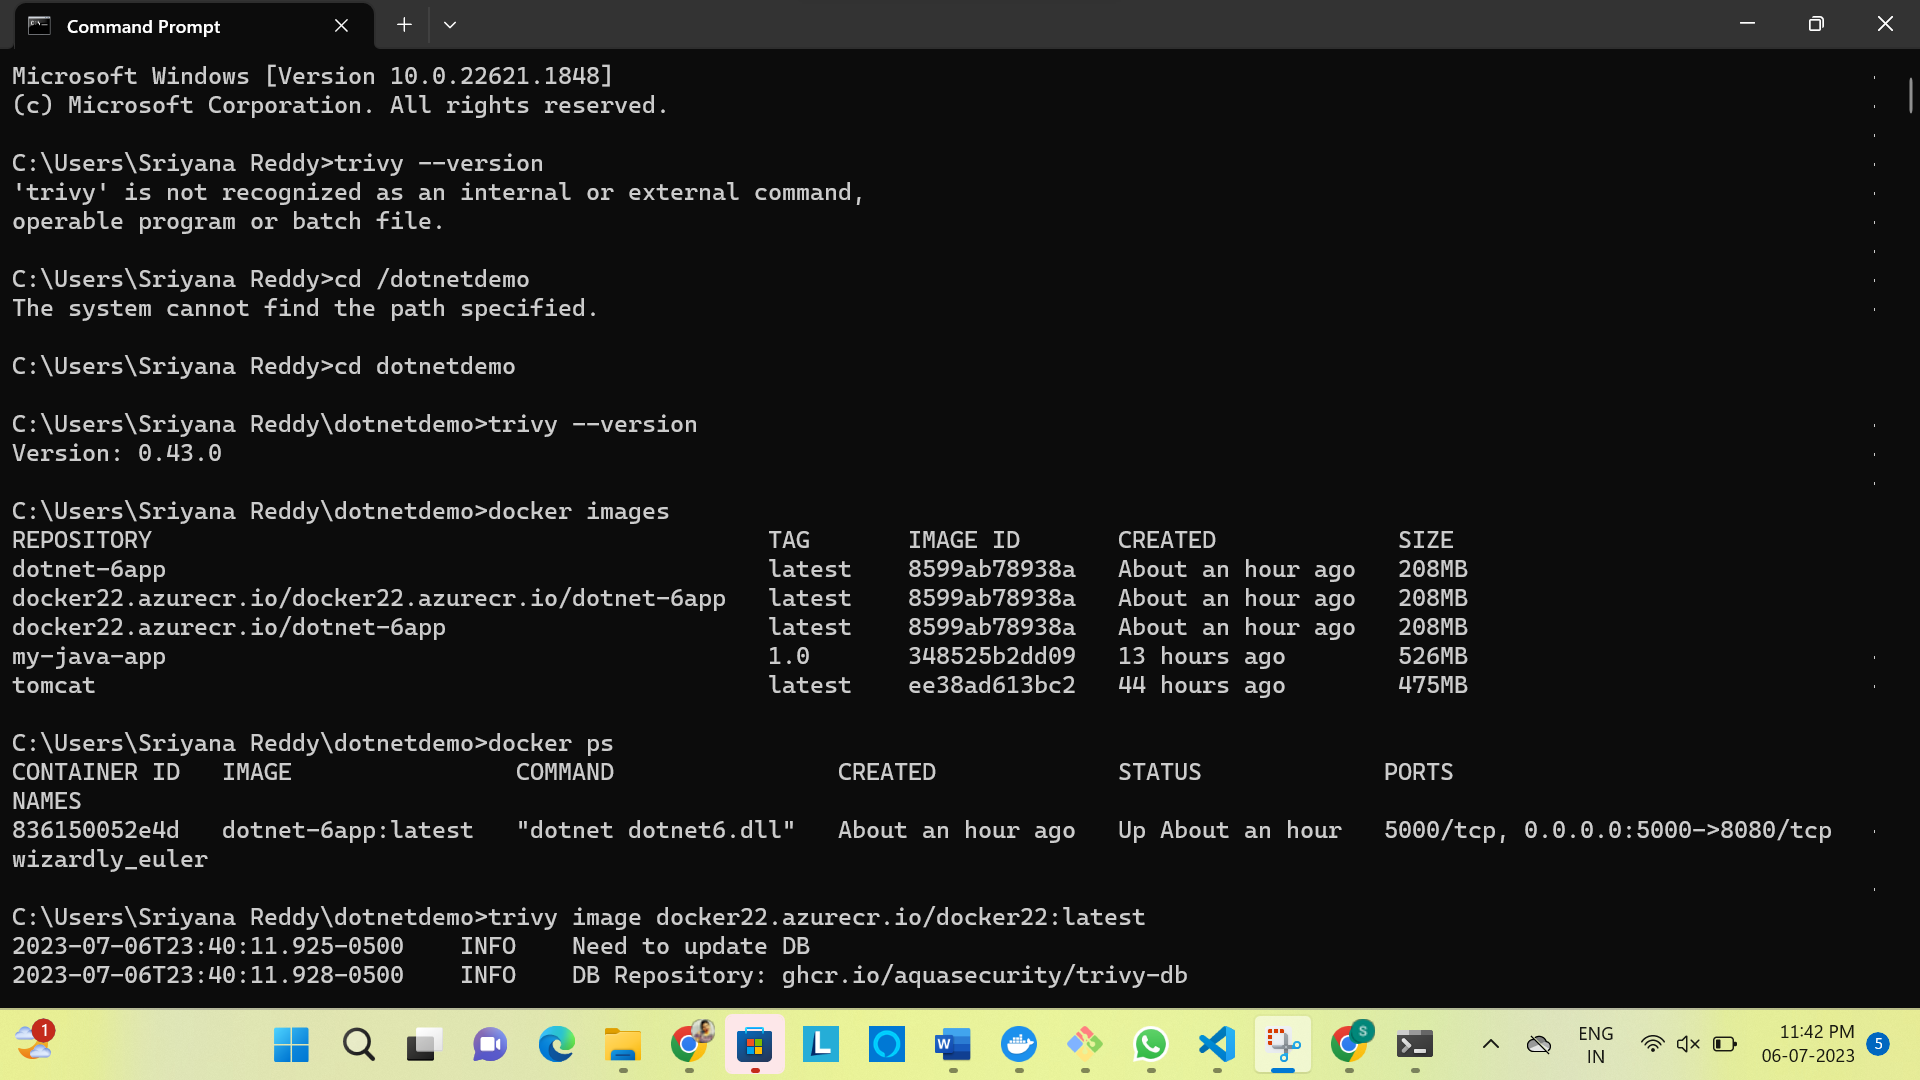 Command Prompt
Microsoft Windows [Version 10.0.22621.1848]
(c) Microsoft Corporation. All rights reserved.
C:\Users\Sriyana Reddy>trivy --version
'trivy' is not recognized as an internal or external command,
operable program or batch file.
C:\Users\Sriyana Reddy>cd /dotnetdemo
The system cannot find the path specified.
C:\Users\Sriyana Reddy>cd dotnetdemo
C:\Users\Sriyana Reddy\dotnetdemo>trivy --version
Version: 0.43.0
C:\Users\Sriyana Reddy\dotnetdemo>docker images
REPOSITORY TAG IMAGE ID CREATED SIZE
dotnet-6app latest 8599ab78938a About an hour ago 208MB
docker22.azurecr.io/docker22.azurecr.io/dotnet-6app latest 8599ab78938a About an hour ago 208MB
docker22.azurecr.io/dotnet-6app latest 8599ab78938a About an hour ago 208MB
my-java-app 1.0 348525b2dd09 13 hours ago 526MB
tomcat latest ee38ad613bc2 44 hours ago 475MB
C:\Users\Sriyana Reddy\dotnetdemo>docker ps
CONTAINER ID IMAGE COMMAND CREATED STATUS PORTS
NAMES
836150052e4d dotnet-6app:latest "dotnet dotnet6.dll" About an hour ago Up About an hour 5000/tcp, 0.0.0.0:5000->8080/tcp
wizardly_euler
C:\Users\Sriyana Reddy\dotnetdemo>trivy image docker22.azurecr.io/docker22:latest
2023-07-06T23:40:11.925-0500 INFO Need to update DB
2023-07-06T23:40:11.928-0500 INFO DB Repository: ghcr.io/aquasecurity/trivy-db
1
L
W
S
ENG
IN
11:42 PM
06-07-2023
5